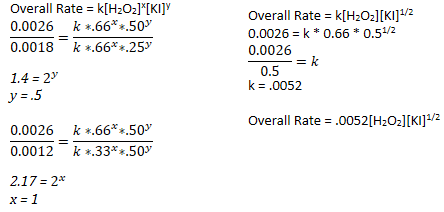 Overall Rate = k[H₂O₂]ˣ[KI]ʸ
0.0026 / 0.0018 = k *.66ˣ*.50ʸ / k *.66ˣ*.25ʸ
1.4 = 2ʸ
y = .5
0.0026 / 0.0012 = k *.66ˣ*.50ʸ / k *.33ˣ*.50ʸ
2.17 = 2ˣ
x = 1
Overall Rate = k[H₂O₂][KI]¹/²
0.0026 = k * 0.66 * 0.5¹/²
0.0026 / 0.5 = k
k = .0052
Overall Rate = .0052[H₂O₂][KI]¹/²